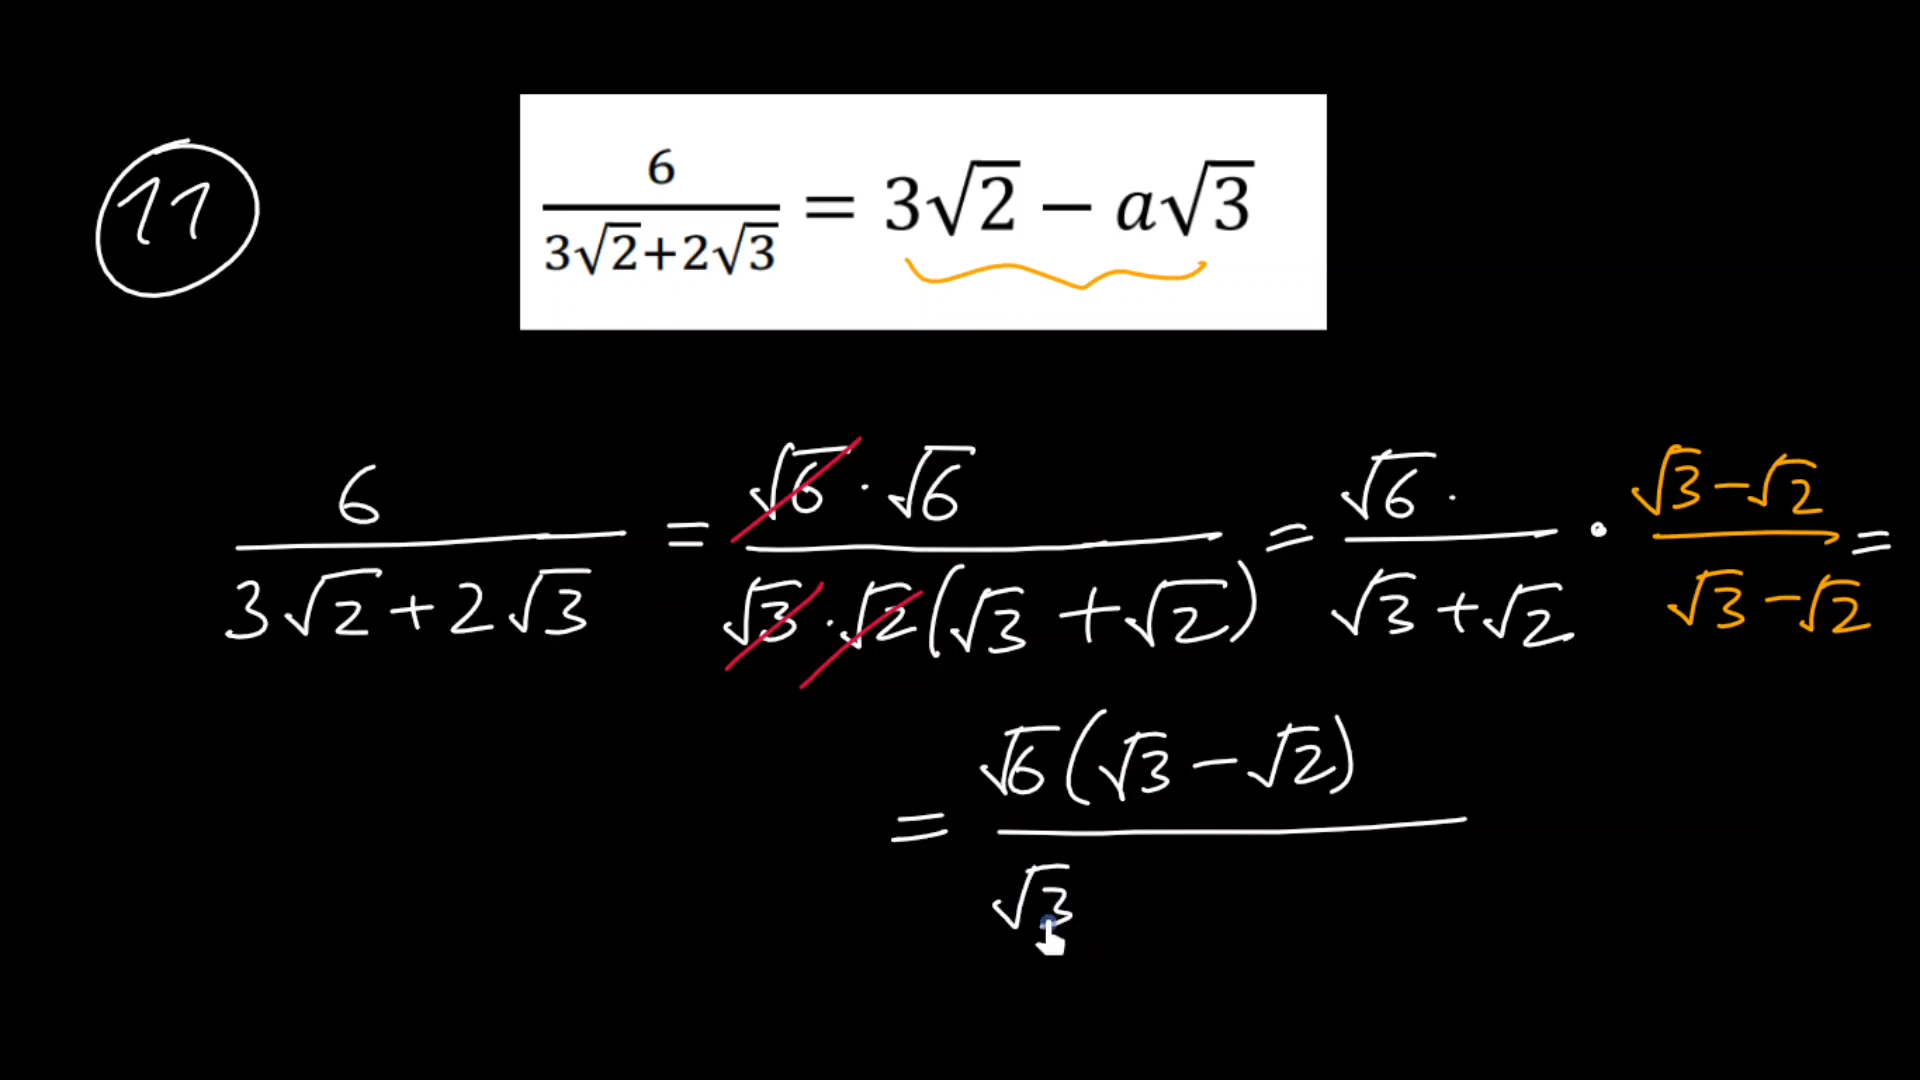 11
6/(3√2+2√3) = 3√2 − a√3
6/(3√2+2√3) = (√6·√6)/(√3·√2(√3+√2)) = (√6·)/(√3+√2) · (√3−√2)/(√3−√2) =
= √6(√3−√2)/√3